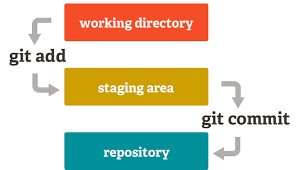 working directory
git add
staging area
git commit
repository